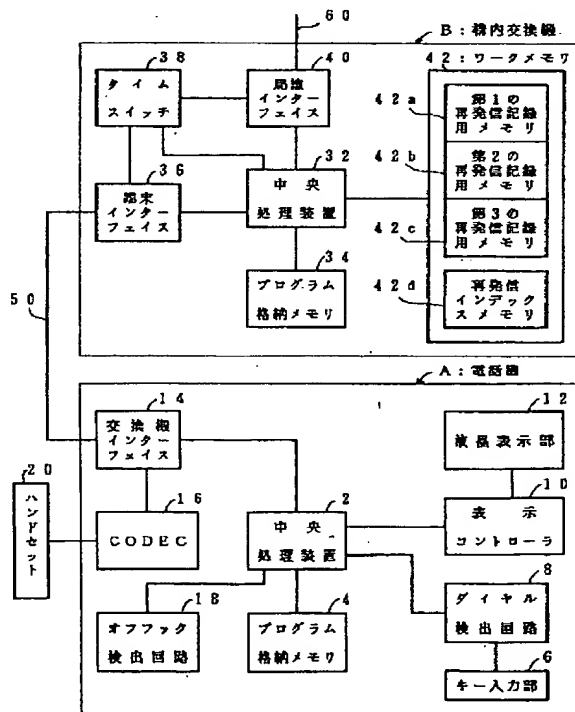 60
B：構内交換機
38
タイム
スイッチ
40
局線
インター
フェイス
42：ワークメモリ
42a
第1の
再発信記録
用メモリ
42b
第2の
再発信記録
用メモリ
42c
第3の
再発信記録
用メモリ
42d
再発信
インデック
スメモリ
36
端末
インター
フェイス
32
中央
処理装置
34
プログラム
格納メモリ
50
A：電話機
14
交換機
インター
フェイス
12
液晶表示部
20
ハンドセット
16
CODEC
2
中央
処理装置
10
表示
コントローラ
18
オフフック
検出回路
4
プログラム
格納メモリ
8
ダイヤル
検出回路
6
キー入力部